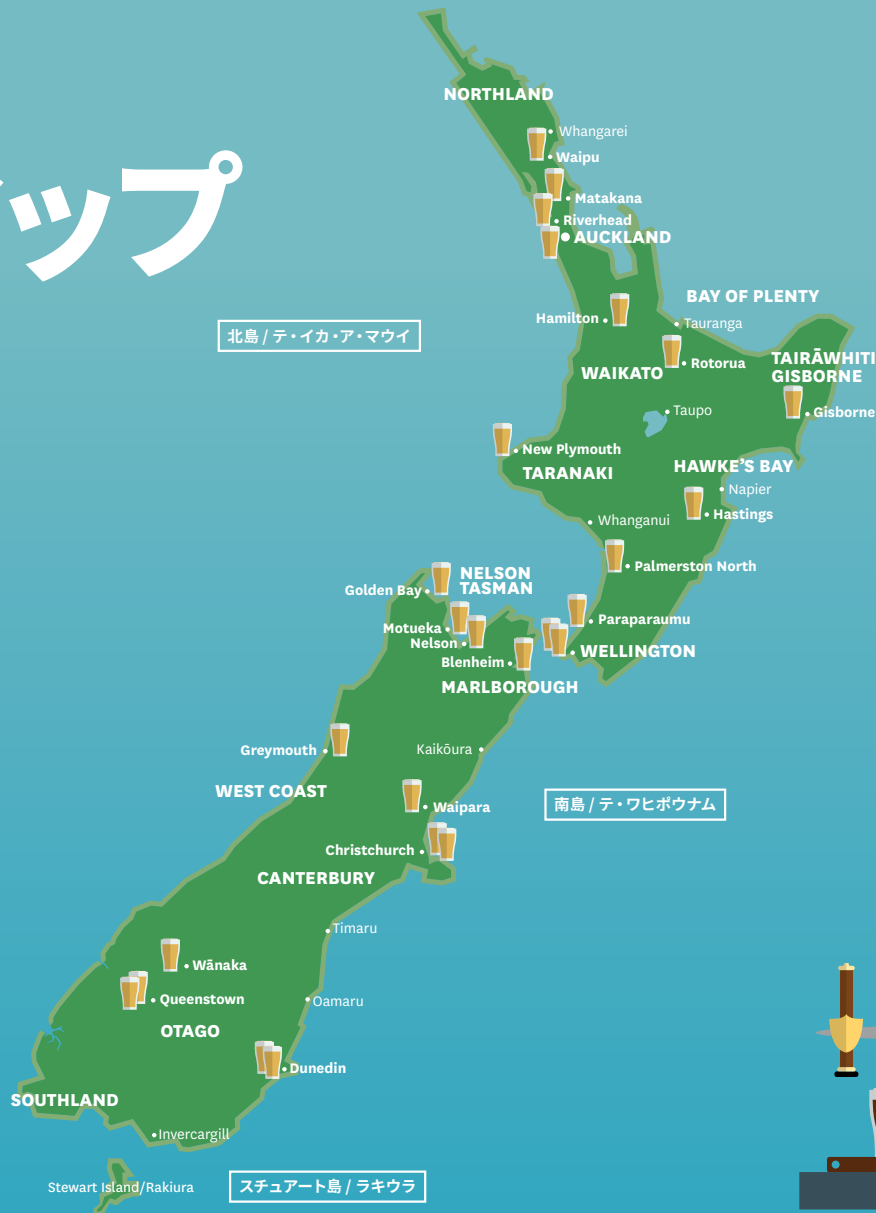 NORTHLAND
Whangarei
Waipu
ップ
Matakana
Riverhead
AUCKLAND
BAY OF PLENTY
Hamilton
Tauranga
北島 / テ・イカ・ア・マウイ
TAIRĀWHITI
GISBORNE
Rotorua
WAIKATO
Taupo
Gisborne
New Plymouth
TARANAKI
HAWKE'S BAY
Napier
Hastings
Whanganui
Palmerston North
NELSON
TASMAN
Golden Bay
Paraparaumu
Motueka
Nelson
WELLINGTON
Blenheim
MARLBOROUGH
Greymouth
Kaikōura
WEST COAST
南島 / テ・ワヒポウナム
Waipara
Christchurch
CANTERBURY
Timaru
Wānaka
Queenstown
Oamaru
OTAGO
Dunedin
SOUTHLAND
Invercargill
Stewart Island/Rakiura
スチュアート島 / ラキウラ